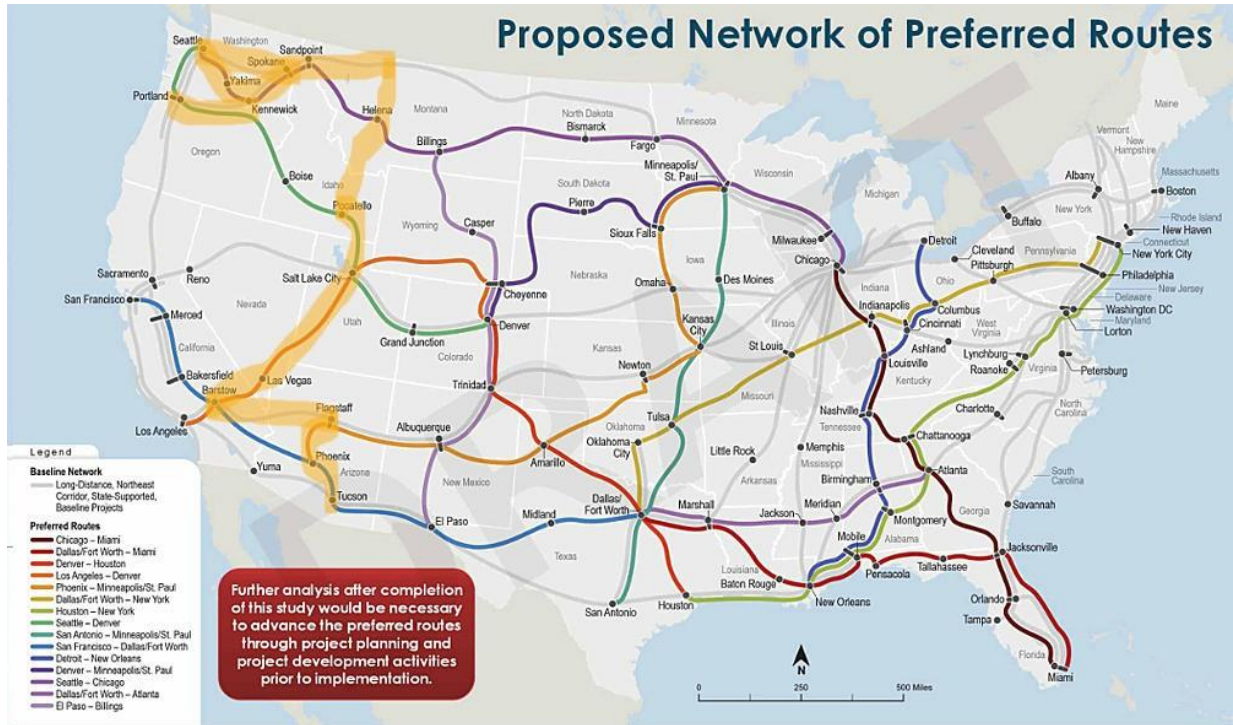 Proposed Network of Preferred Routes
Seattle
Washington
Sandpoint
Spokane
Yakima
Kennewick
Portland
Helena
Montana
Oregon
Billings
North Dakota
Bismarck
Fargo
Minnesota
Minneapolis/
St. Paul
Wisconsin
Michigan
Maine
Vermont
New
Hampshire
Massachusetts
Albany
Boston
New York
Buffalo
Rhode Island
New Haven
Connecticut
New York City
Boise
Idaho
Pocatello
Wyoming
Casper
South Dakota
Pierre
Sioux Falls
Milwaukee
Chicago
Detroit
Cleveland
Pennsylvania
Pittsburgh
Philadelphia
New Jersey
Sacramento
Reno
Salt Lake City
Cheyenne
Nebraska
Iowa
Omaha
Des Moines
Indiana
Ohio
Indianapolis
Columbus
Delaware
Washington DC
Maryland
Lorton
San Francisco
Merced
Nevada
Utah
Grand Junction
Denver
Colorado
Kansas
Kansas
City
Illinois
St Louis
Cincinnati
West
Virginia
Ashland
Lynchburg
Roanoke
Virginia
Petersburg
California
Bakersfield
Barstow
Las Vegas
Trinidad
Newton
Missouri
Louisville
Kentucky
Los Angeles
Flagstaff
Albuquerque
Amarillo
Oklahoma
Oklahoma
City
Tulsa
Nashville
Tennessee
Charlotte
North
Carolina
Chattanooga
Phoenix
Arizona
Yuma
Tucson
New Mexico
El Paso
Midland
Dallas/
Fort Worth
Little Rock
Arkansas
Memphis
Mississippi
Birmingham
Atlanta
South
Carolina
Marshall
Jackson
Meridian
Montgomery
Georgia
Savannah
Texas
San Antonio
Houston
Louisiana
Baton Rouge
New Orleans
Mobile
Alabama
Pensacola
Tallahassee
Jacksonville
Orlando
Tampa
Florida
Miami
Legend
Baseline Network
Long-Distance, Northeast
Corridor, State-Supported,
Baseline Projects
Preferred Routes
Chicago – Miami
Dallas/Fort Worth – Miami
Denver – Houston
Los Angeles – Denver
Phoenix – Minneapolis/St. Paul
Dallas/Fort Worth – New York
Houston – New York
Seattle – Denver
San Antonio – Minneapolis/St. Paul
San Francisco – Dallas/Fort Worth
Detroit – New Orleans
Denver – Minneapolis/St. Paul
Seattle – Chicago
Dallas/Fort Worth – Atlanta
El Paso – Billings
Further analysis after completion
of this study would be necessary
to advance the preferred routes
through project planning and
project development activities
prior to implementation.
N
0
250
500 Miles